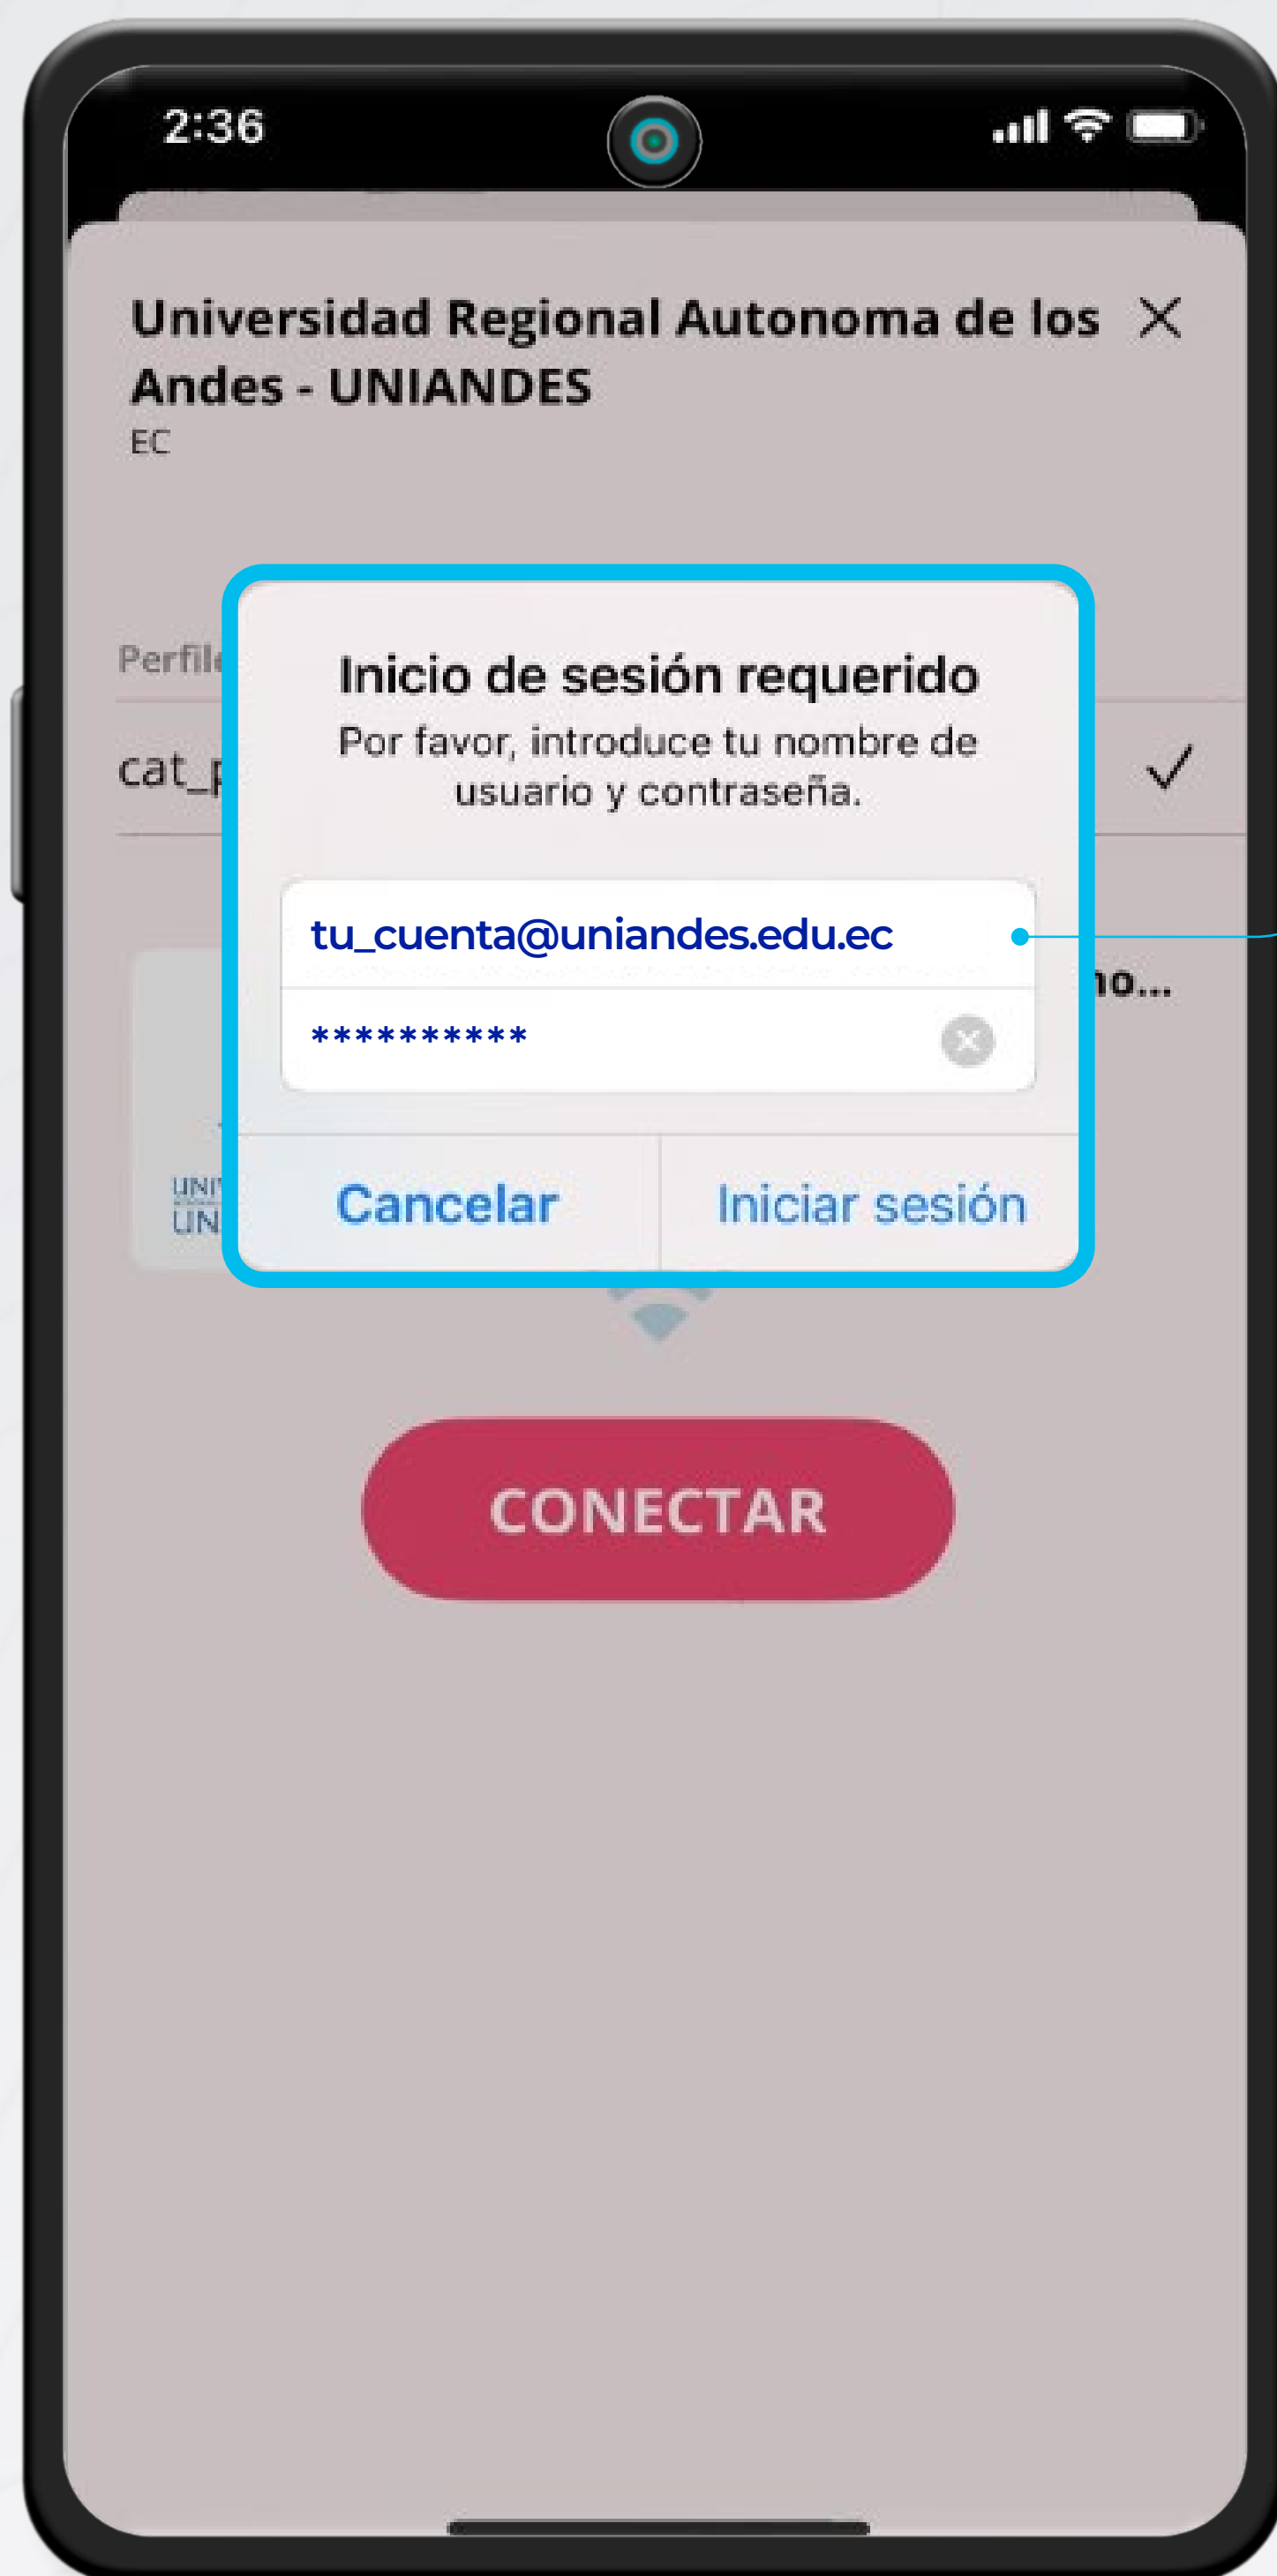 2:36
Universidad Regional Autonoma de los
Andes - UNIANDES
EC
Inicio de sesión requerido
Por favor, introduce tu nombre de
usuario y contraseña.
tu_cuenta@uniandes.edu.ec
**********
Cancelar
Iniciar sesión
CONECTAR